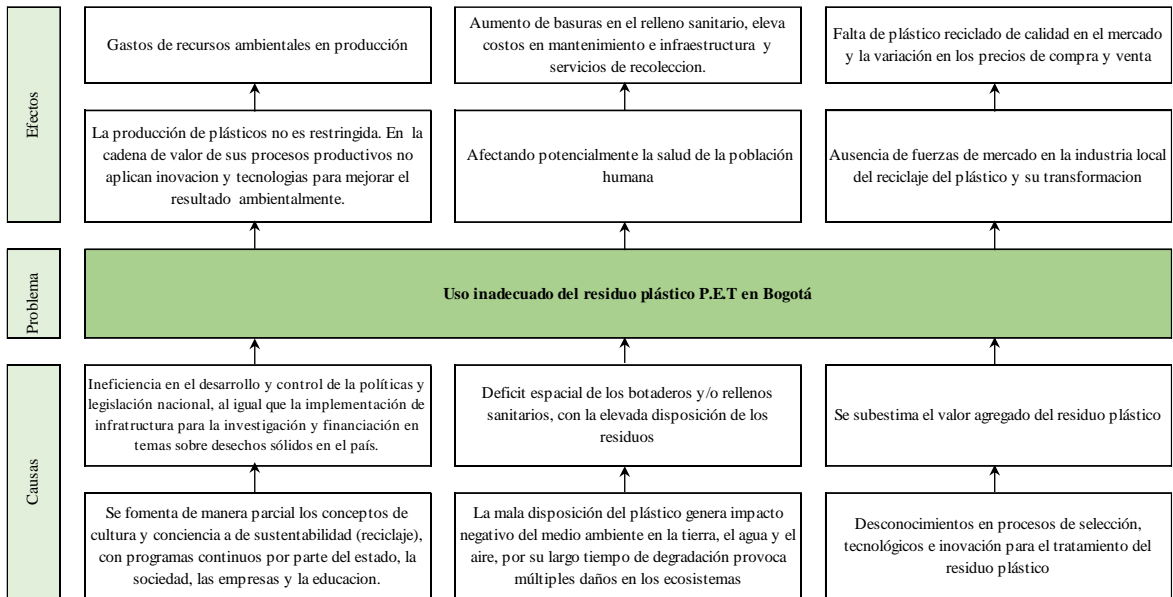 Efectos
Gastos de recursos ambientales en producción
Aumento de basuras en el relleno sanitario, eleva
costos en mantenimiento e infraestructura y
servicios de recoleccion.
Falta de plástico reciclado de calidad en el mercado
y la variación en los precios de compra y venta
La producción de plásticos no es restringida. En la
cadena de valor de sus procesos productivos no
aplican inovacion y tecnologias para mejorar el
resultado ambientalmente.
Afectando potencialmente la salud de la población
humana
Ausencia de fuerzas de mercado en la industria local
del reciclaje del plástico y su transformacion
Problema
Uso inadecuado del residuo plástico P.E.T en Bogotá
Causas
Ineficiencia en el desarrollo y control de la políticas y
legislación nacional, al igual que la implementación de
infratructura para la investigación y financiación en
temas sobre desechos sólidos en el país.
Deficit espacial de los botaderos y/o rellenos
sanitarios, con la elevada disposición de los
residuos
Se subestima el valor agregado del residuo plástico
Se fomenta de manera parcial los conceptos de
cultura y conciencia a de sustentabilidad (reciclaje),
con programas continuos por parte del estado, la
sociedad, las empresas y la educacion.
La mala disposición del plástico genera impacto
negativo del medio ambiente en la tierra, el agua y el
aire, por su largo tiempo de degradación provoca
múltiples daños en los ecosistemas
Desconocimientos en procesos de selección,
tecnológicos e inovación para el tratamiento del
residuo plástico